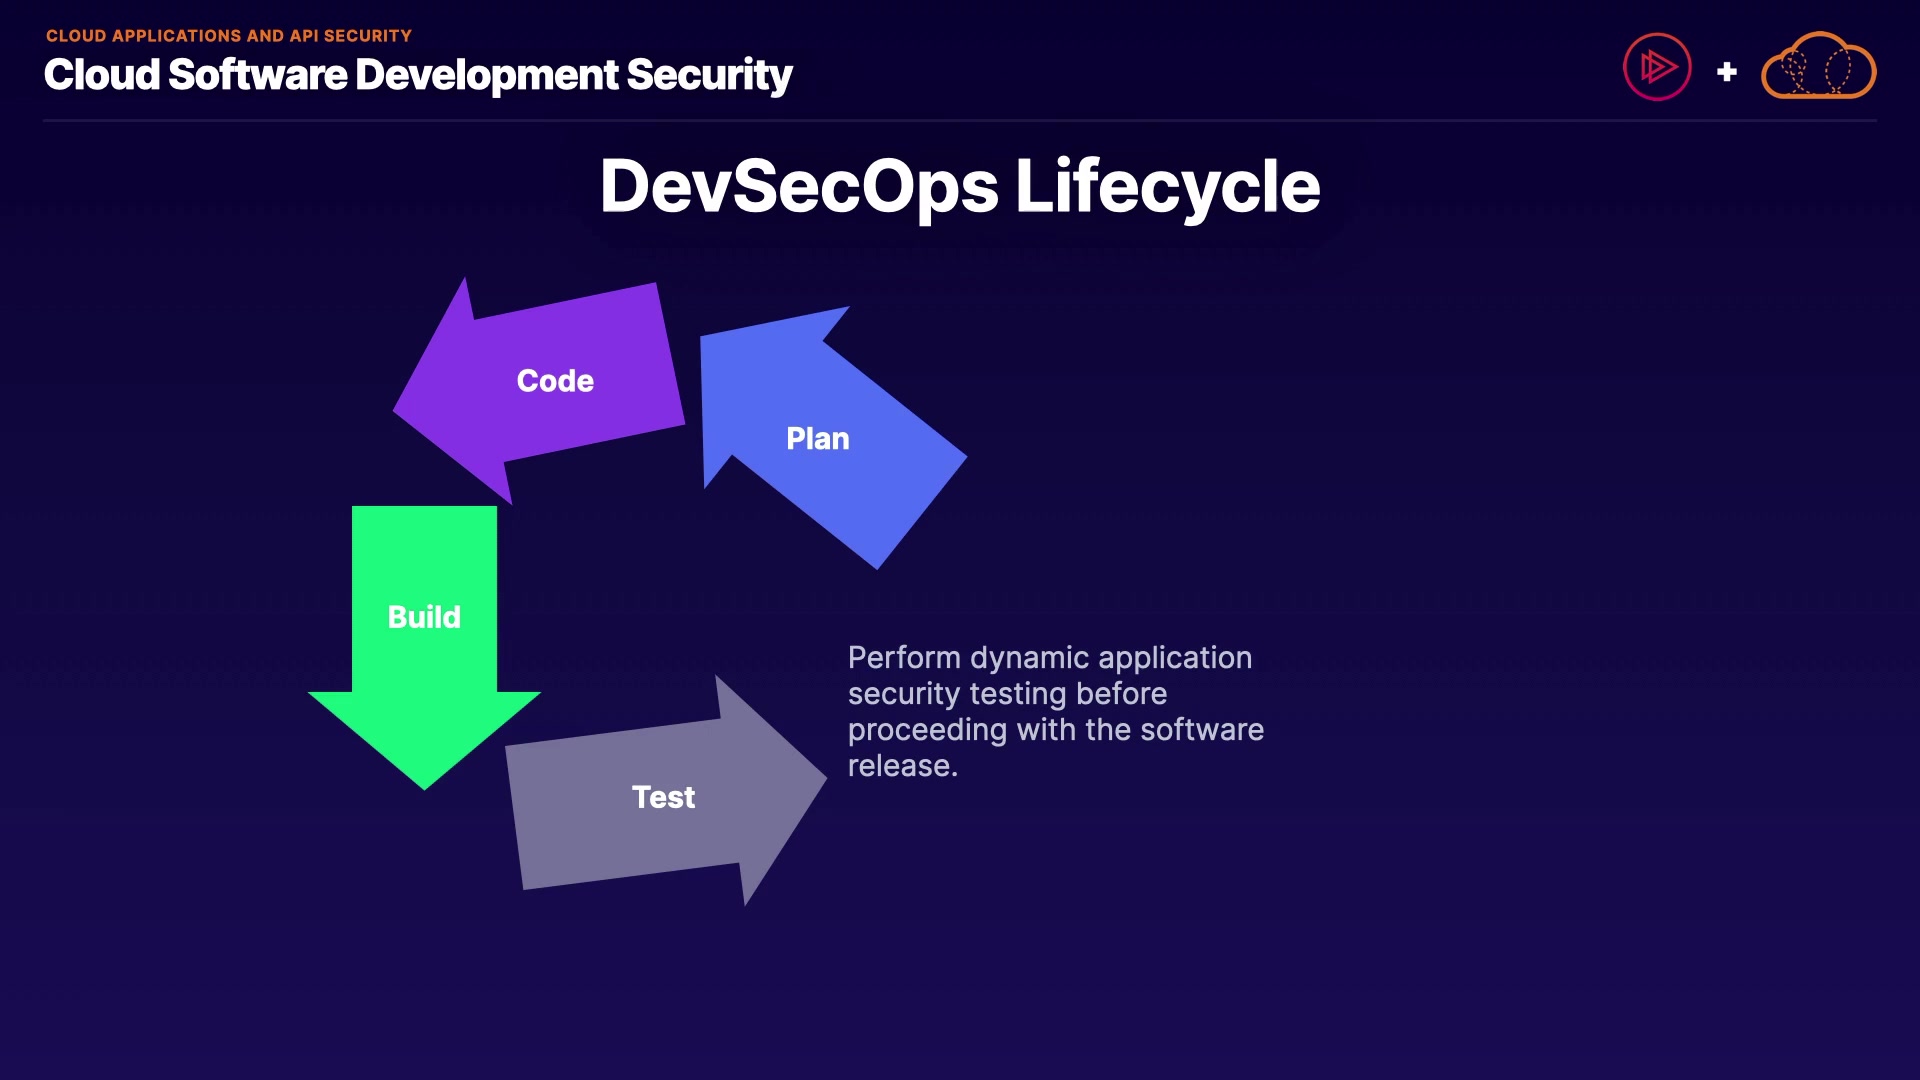 CLOUD APPLICATIONS AND API SECURITY
Cloud Software Development Security
+
DevSecOps Lifecycle
Code
Plan
Build
Perform dynamic application
security testing before
proceeding with the software
release.
Test